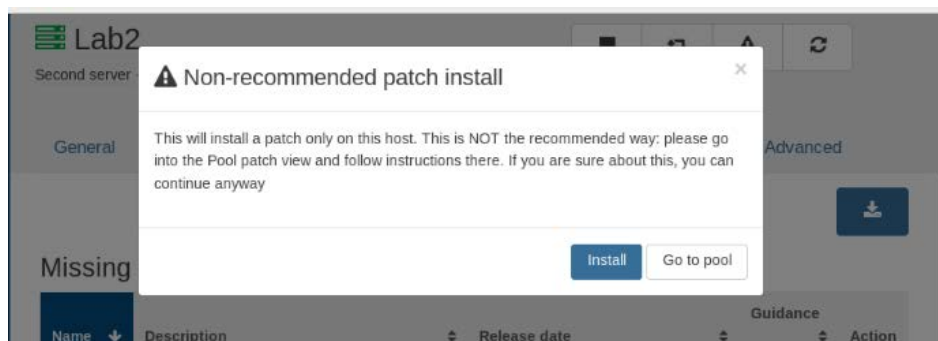 Lab2
Second server
Non-recommended patch install
×
General
This will install a patch only on this host. This is NOT the recommended way: please go
into the Pool patch view and follow instructions there. If you are sure about this, you can
continue anyway
Advanced
Install
Go to pool
Missing
Guidance
Name
Description
Release date
Action